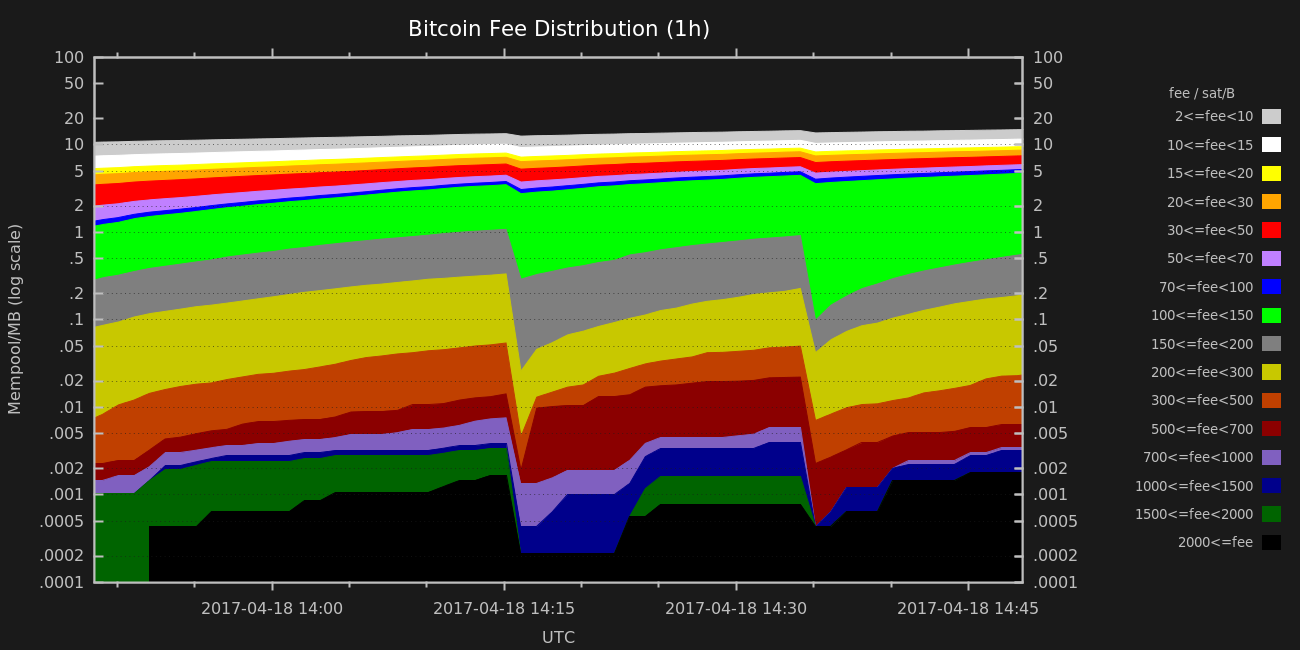 Bitcoin Fee Distribution (1h)
100 100
50 50
20 20
10 10
5 5
2 2
1 1
.5 .5
.2 .2
.1 .1
.05 .05
.02 .02
.01 .01
.005 .005
.002 .002
.001 .001
.0005 .0005
.0002 .0002
.0001 .0001
Mempool/MB (log scale)
2017-04-18 14:00 2017-04-18 14:15 2017-04-18 14:30 2017-04-18 14:45
UTC
fee / sat/B
2<=fee<10
10<=fee<15
15<=fee<20
20<=fee<30
30<=fee<50
50<=fee<70
70<=fee<100
100<=fee<150
150<=fee<200
200<=fee<300
300<=fee<500
500<=fee<700
700<=fee<1000
1000<=fee<1500
1500<=fee<2000
2000<=fee